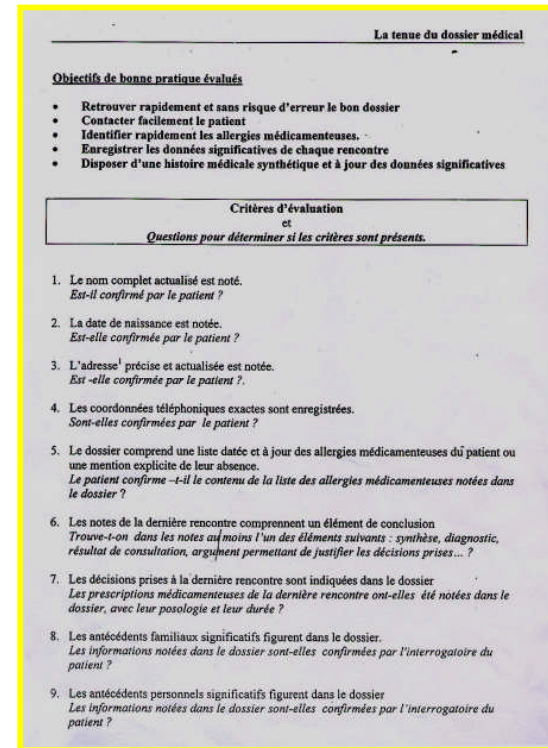 La tenue du dossier médical
Objectifs de bonne pratique évalués
• Retrouver rapidement et sans risque d'erreur le bon dossier
• Contacter facilement le patient
• Identifier rapidement les allergies médicamenteuses.
• Enregistrer les données significatives de chaque rencontre
• Disposer d'une histoire médicale synthétique et à jour des données significatives
Critères d'évaluation
et
Questions pour déterminer si les critères sont présents.
1. Le nom complet actualisé est noté.
Est-il confirmé par le patient ?
2. La date de naissance est notée.
Est-elle confirmée par le patient ?
3. L'adresse¹ précise et actualisée est notée.
Est -elle confirmée par le patient ?.
4. Les coordonnées téléphoniques exactes sont enregistrées.
Sont-elles confirmées par le patient ?
5. Le dossier comprend une liste datée et à jour des allergies médicamenteuses du patient ou
une mention explicite de leur absence.
Le patient confirme –t-il le contenu de la liste des allergies médicamenteuses notées dans
le dossier ?
6. Les notes de la dernière rencontre comprennent un élément de conclusion
Trouve-t-on dans les notes au moins l'un des éléments suivants : synthèse, diagnostic,
résultat de consultation, argument permettant de justifier les décisions prises... ?
7. Les décisions prises à la dernière rencontre sont indiquées dans le dossier
Les prescriptions médicamenteuses de la dernière rencontre ont-elles été notées dans le
dossier, avec leur posologie et leur durée ?
8. Les antécédents familiaux significatifs figurent dans le dossier.
Les informations notées dans le dossier sont-elles confirmées par l'interrogatoire du
patient ?
9. Les antécédents personnels significatifs figurent dans le dossier
Les informations notées dans le dossier sont-elles confirmées par l'interrogatoire du
patient ?